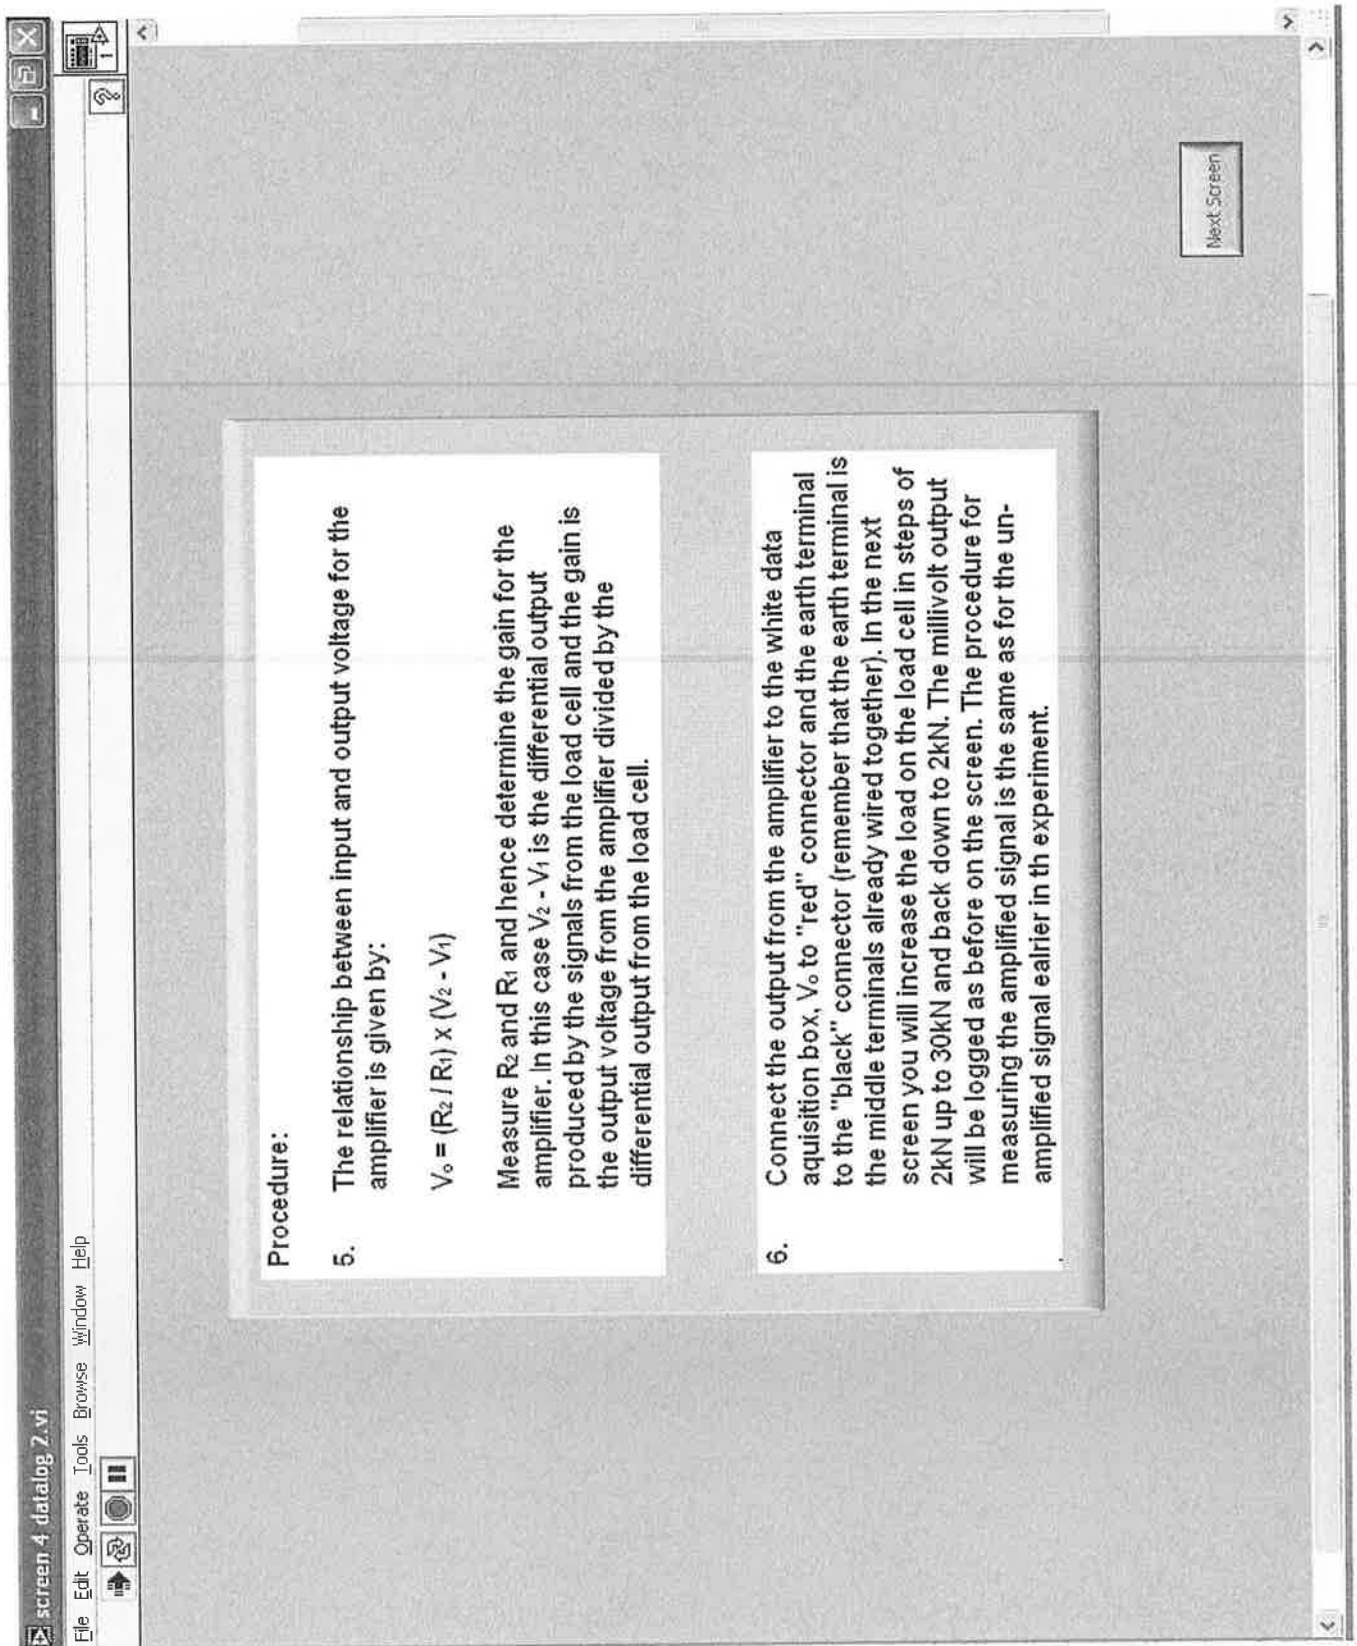 screen 4 datalog 2.vi
File Edit Operate Tools Browse Window Help
1
?
Procedure:
5. The relationship between input and output voltage for the
amplifier is given by:
Vₒ = (R₂ / R₁) x (V₂ - V₁)
Measure R₂ and R₁ and hence determine the gain for the
amplifier. In this case V₂ - V₁ is the differential output
produced by the signals from the load cell and the gain is
the output voltage from the amplifier divided by the
differential output from the load cell.
6. Connect the output from the amplifier to the white data
aquisition box, Vₒ to "red" connector and the earth terminal
to the "black" connector (remember that the earth terminal is
the middle terminals already wired together). In the next
screen you will increase the load on the load cell in steps of
2kN up to 30kN and back down to 2kN. The millivolt output
will be logged as before on the screen. The procedure for
measuring the amplified signal is the same as for the un-
amplified signal ealrier in th experiment.
.
Next Screen